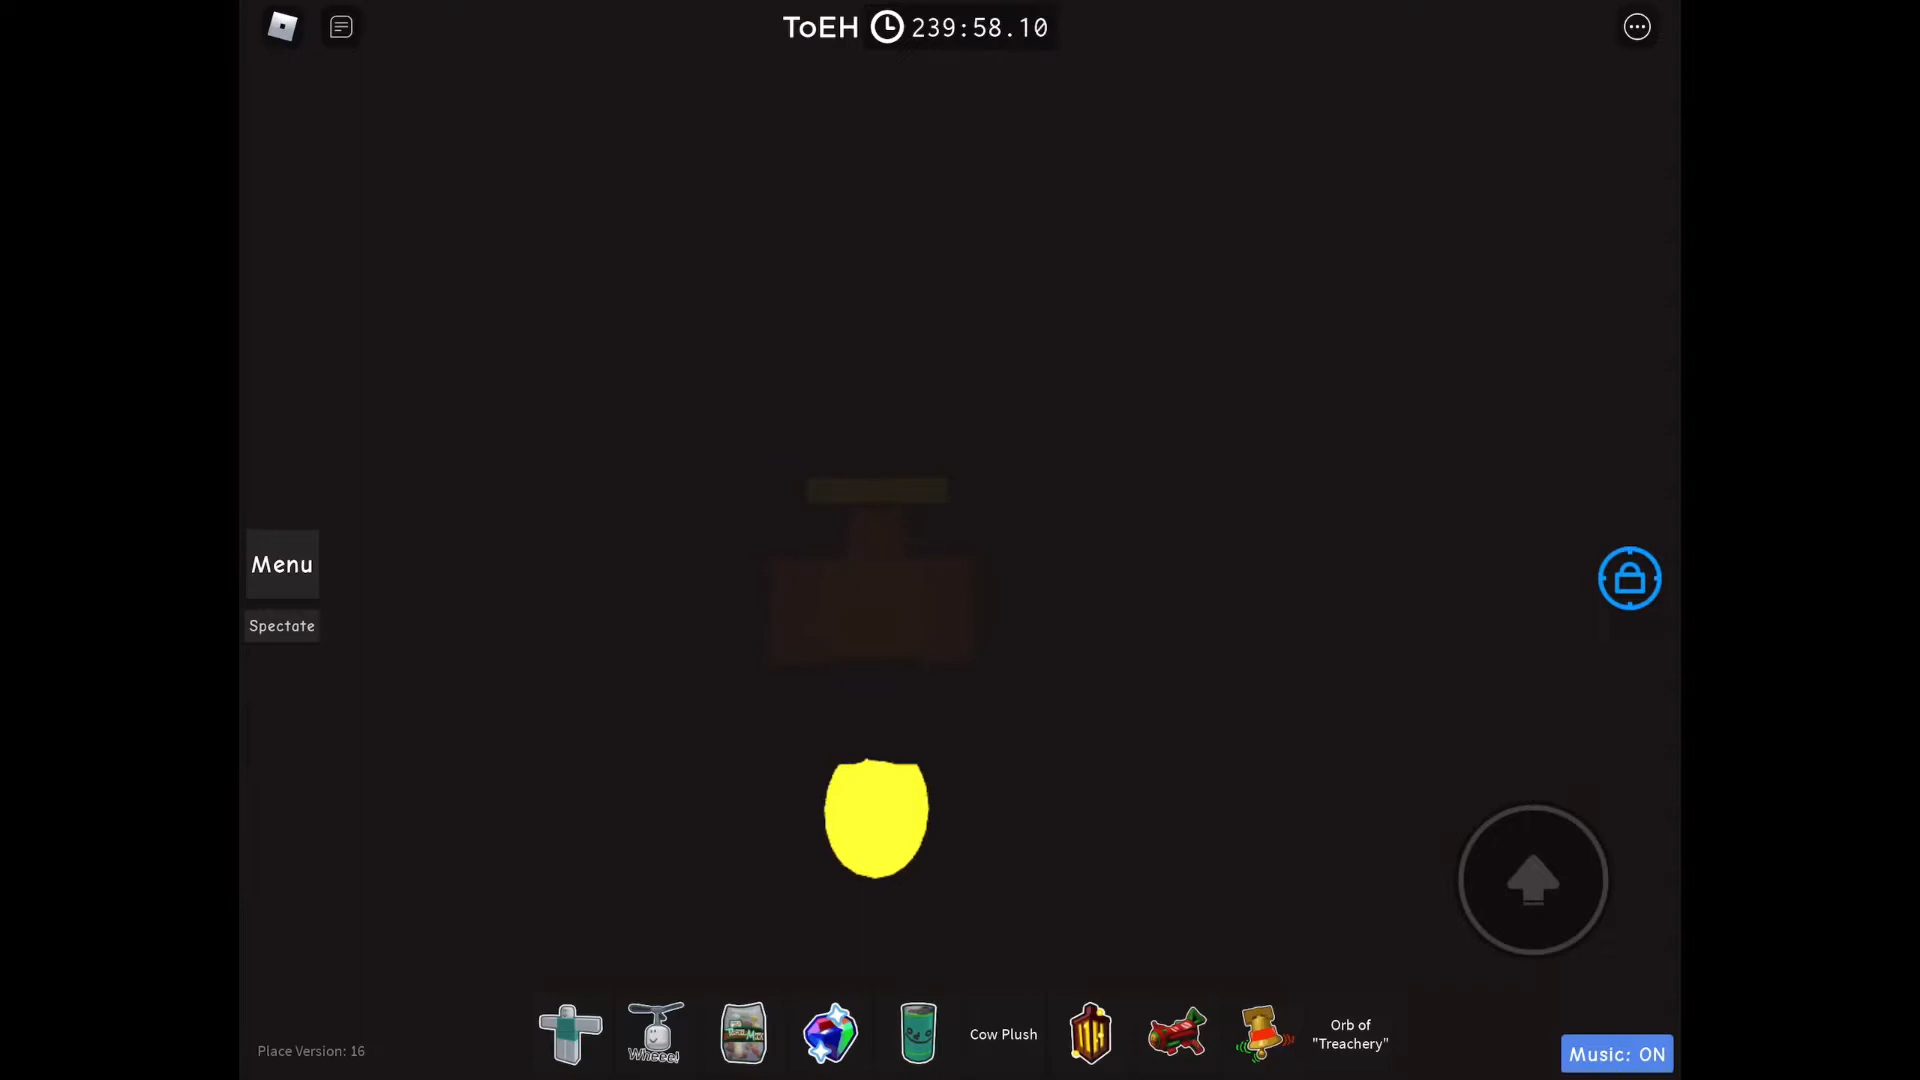 ToEH 239:58.10
Menu
Spectate
Wheee!
Cow Plush
Orb of
"Treachery"
Place Version: 16
Music: ON